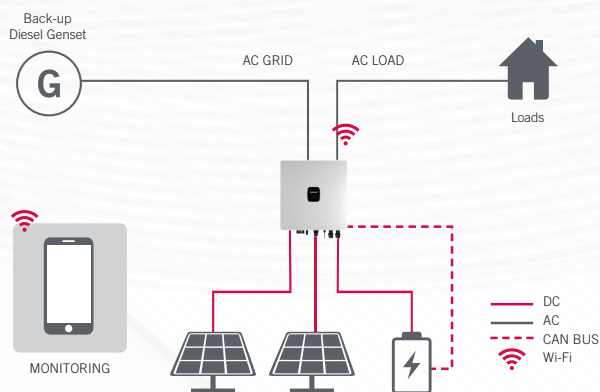 Back-up
Diesel Genset
G
AC GRID
AC LOAD
Loads
MONITORING
DC
AC
CAN BUS
Wi-Fi